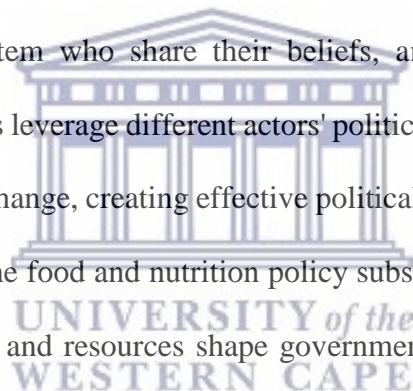 tem who share their beliefs, an
s leverage different actors' politic
hange, creating effective political
ne food and nutrition policy subs
UNIVERSITY of the
and resources shape governmen
WESTERN CAPE